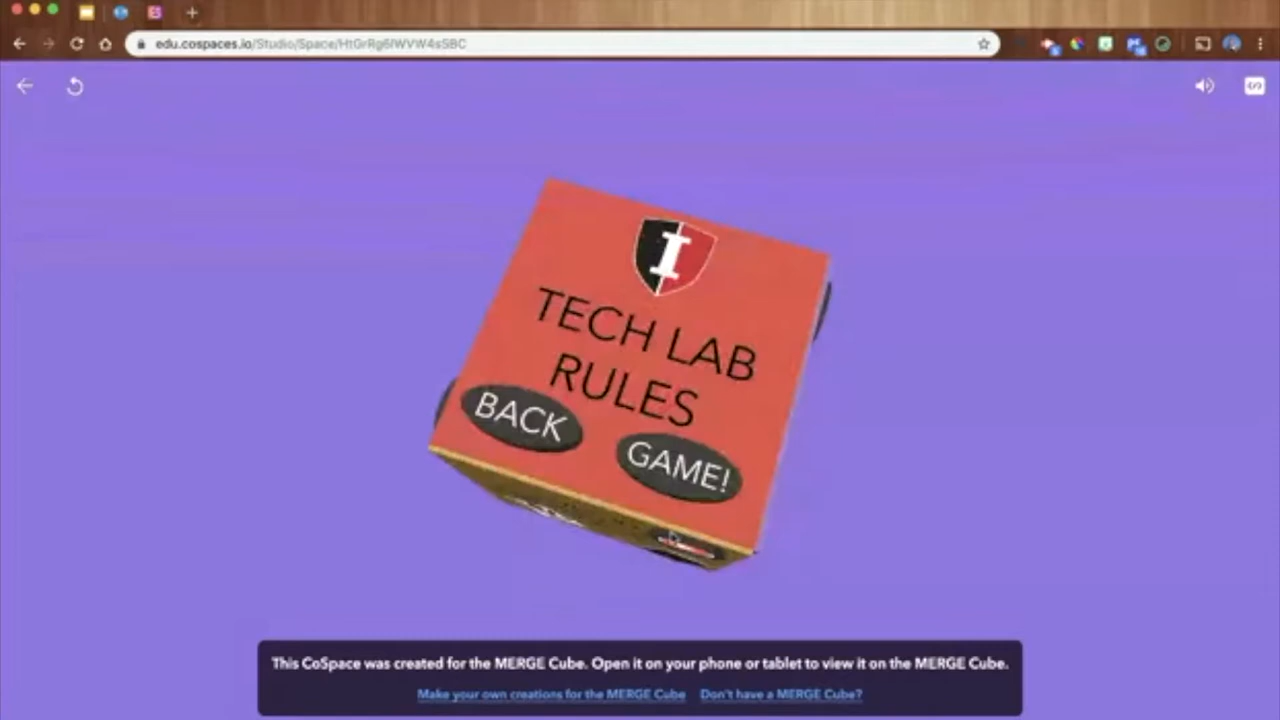 edu.cospaces.io/Studio/Space/HtGrRg6IWVW4sSBC
I
TECH LAB
RULES
BACK
GAME!
This CoSpace was created for the MERGE Cube. Open it on your phone or tablet to view it on the MERGE Cube.
Make your own creations for the MERGE Cube Don't have a MERGE Cube?